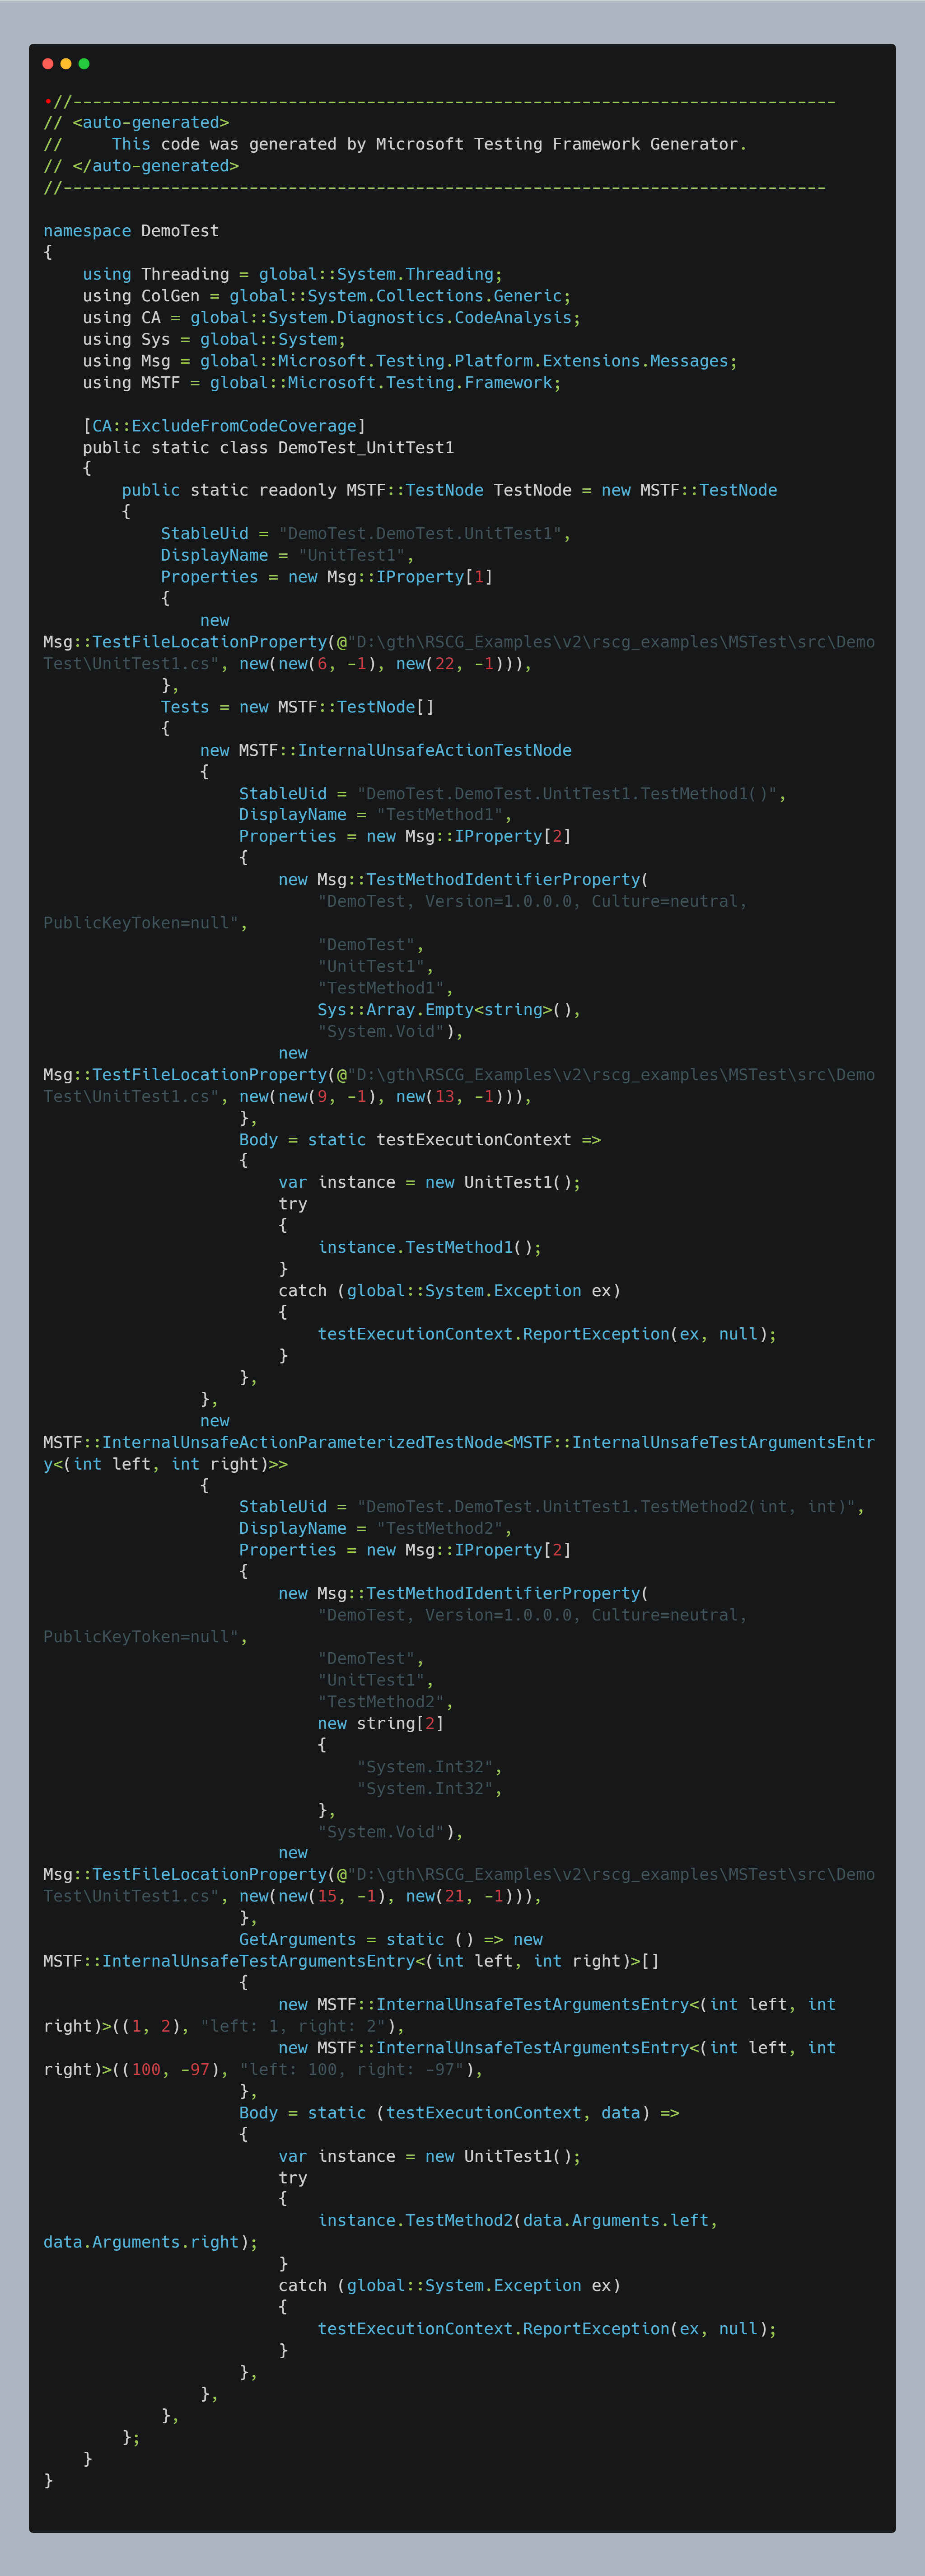 •//------------------------------------------------------------------------------
// <auto-generated>
//     This code was generated by Microsoft Testing Framework Generator.
// </auto-generated>
//------------------------------------------------------------------------------

namespace DemoTest
{
    using Threading = global::System.Threading;
    using ColGen = global::System.Collections.Generic;
    using CA = global::System.Diagnostics.CodeAnalysis;
    using Sys = global::System;
    using Msg = global::Microsoft.Testing.Platform.Extensions.Messages;
    using MSTF = global::Microsoft.Testing.Framework;

    [CA::ExcludeFromCodeCoverage]
    public static class DemoTest_UnitTest1
    {
        public static readonly MSTF::TestNode TestNode = new MSTF::TestNode
        {
            StableUid = "DemoTest.DemoTest.UnitTest1",
            DisplayName = "UnitTest1",
            Properties = new Msg::IProperty[1]
            {
                new
Msg::TestFileLocationProperty(@"D:\gth\RSCG_Examples\v2\rscg_examples\MSTest\src\Demo
Test\UnitTest1.cs", new(new(6, -1), new(22, -1))),
            },
            Tests = new MSTF::TestNode[]
            {
                new MSTF::InternalUnsafeActionTestNode
                {
                    StableUid = "DemoTest.DemoTest.UnitTest1.TestMethod1()",
                    DisplayName = "TestMethod1",
                    Properties = new Msg::IProperty[2]
                    {
                        new Msg::TestMethodIdentifierProperty(
                            "DemoTest, Version=1.0.0.0, Culture=neutral,
PublicKeyToken=null",
                            "DemoTest",
                            "UnitTest1",
                            "TestMethod1",
                            Sys::Array.Empty<string>(),
                            "System.Void"),
                        new
Msg::TestFileLocationProperty(@"D:\gth\RSCG_Examples\v2\rscg_examples\MSTest\src\Demo
Test\UnitTest1.cs", new(new(9, -1), new(13, -1))),
                    },
                    Body = static testExecutionContext =>
                    {
                        var instance = new UnitTest1();
                        try
                        {
                            instance.TestMethod1();
                        }
                        catch (global::System.Exception ex)
                        {
                            testExecutionContext.ReportException(ex, null);
                        }
                    },
                },
                new
MSTF::InternalUnsafeActionParameterizedTestNode<MSTF::InternalUnsafeTestArgumentsEntr
y<(int left, int right)>>
                {
                    StableUid = "DemoTest.DemoTest.UnitTest1.TestMethod2(int, int)",
                    DisplayName = "TestMethod2",
                    Properties = new Msg::IProperty[2]
                    {
                        new Msg::TestMethodIdentifierProperty(
                            "DemoTest, Version=1.0.0.0, Culture=neutral,
PublicKeyToken=null",
                            "DemoTest",
                            "UnitTest1",
                            "TestMethod2",
                            new string[2]
                            {
                                "System.Int32",
                                "System.Int32",
                            },
                            "System.Void"),
                        new
Msg::TestFileLocationProperty(@"D:\gth\RSCG_Examples\v2\rscg_examples\MSTest\src\Demo
Test\UnitTest1.cs", new(new(15, -1), new(21, -1))),
                    },
                    GetArguments = static () => new
MSTF::InternalUnsafeTestArgumentsEntry<(int left, int right)>[]
                    {
                        new MSTF::InternalUnsafeTestArgumentsEntry<(int left, int
right)>((1, 2), "left: 1, right: 2"),
                        new MSTF::InternalUnsafeTestArgumentsEntry<(int left, int
right)>((100, -97), "left: 100, right: -97"),
                    },
                    Body = static (testExecutionContext, data) =>
                    {
                        var instance = new UnitTest1();
                        try
                        {
                            instance.TestMethod2(data.Arguments.left,
data.Arguments.right);
                        }
                        catch (global::System.Exception ex)
                        {
                            testExecutionContext.ReportException(ex, null);
                        }
                    },
                },
            },
        };
    }
}